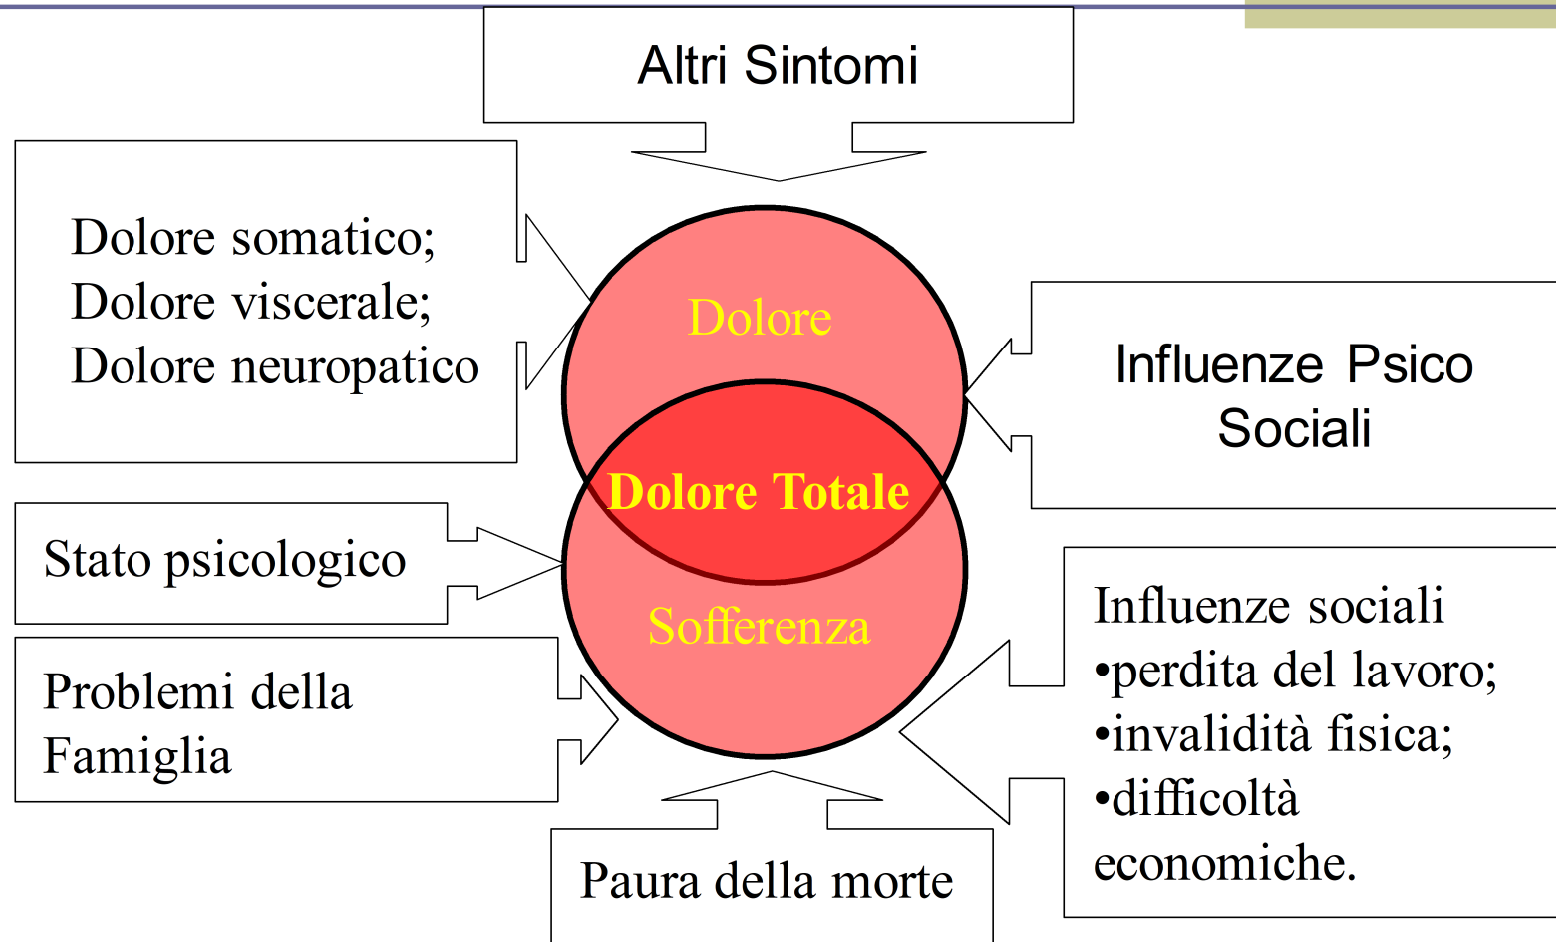 Altri Sintomi
Dolore somatico;
Dolore viscerale;
Dolore neuropatico
Dolore
Influenze Psico
Sociali
Dolore Totale
Stato psicologico
Sofferenza
Problemi della
Famiglia
Influenze sociali
•perdita del lavoro;
•invalidità fisica;
•difficoltà
economiche.
Paura della morte